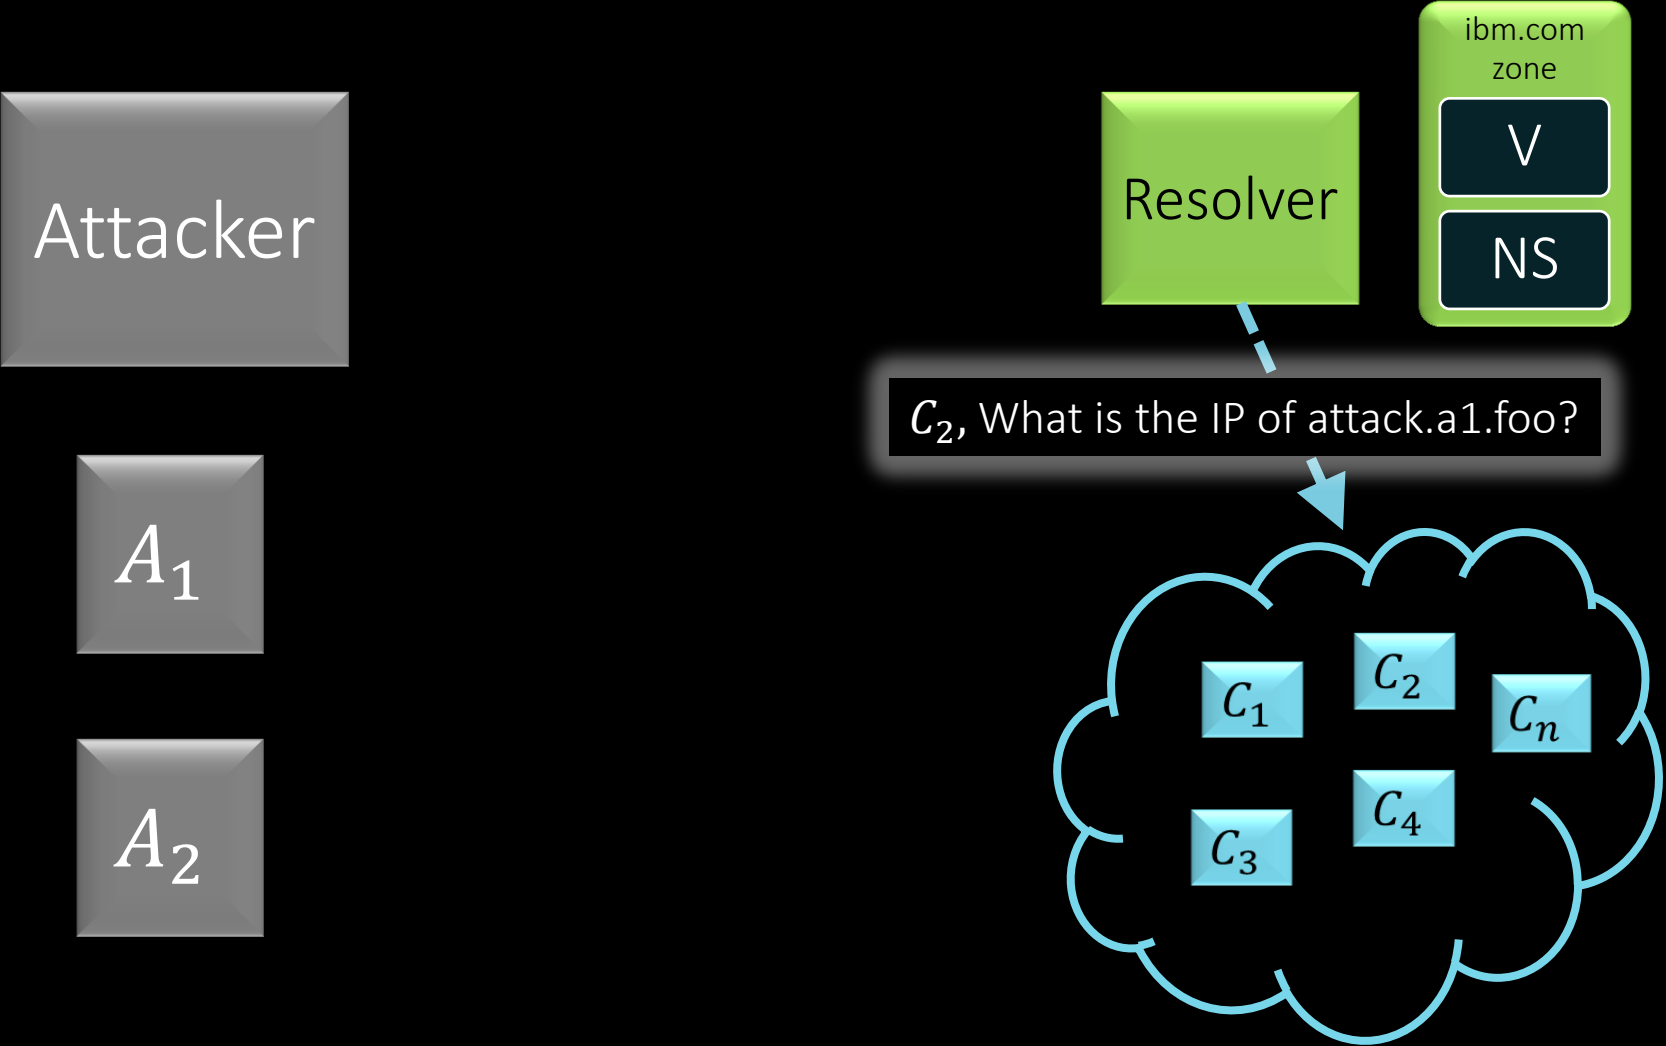 ibm.com
zone
V
NS
Attacker
Resolver
C₂, What is the IP of attack.a1.foo?
A₁
A₂
C₁
C₂
Cₙ
C₃
C₄